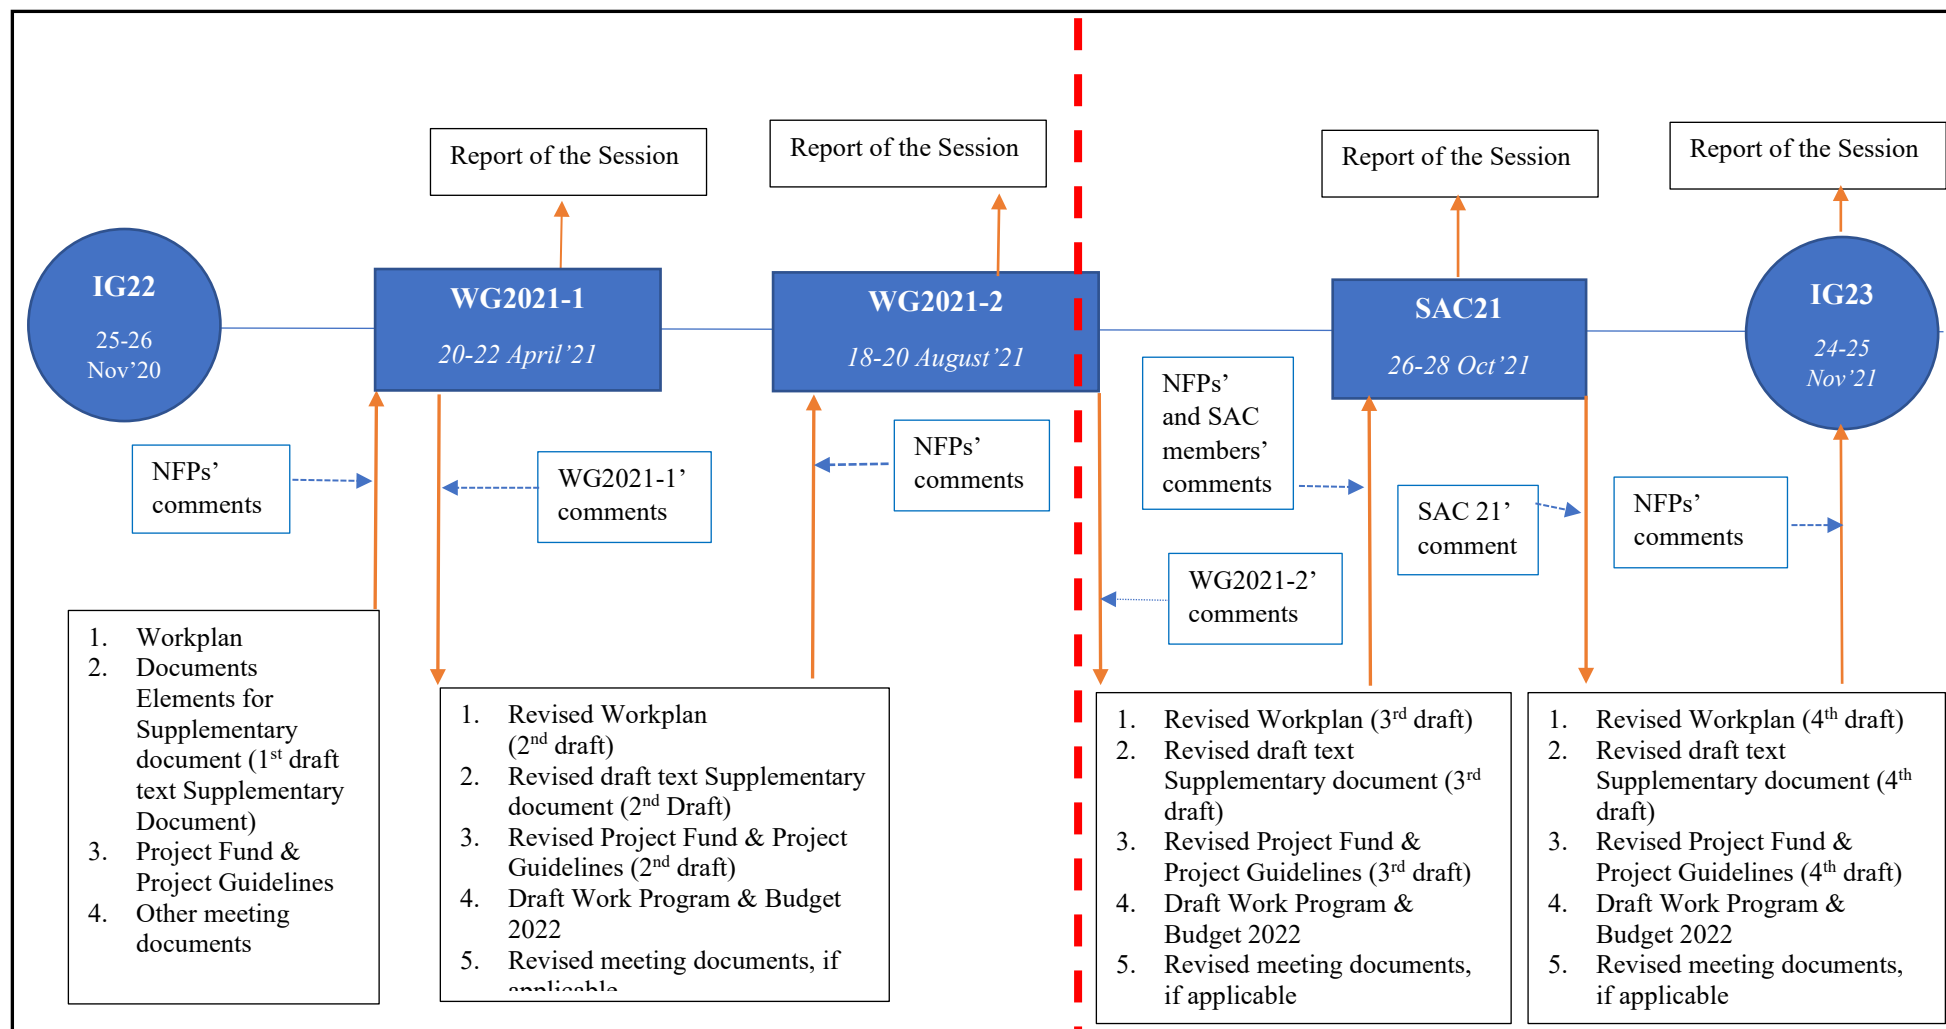 Report of the Session
Report of the Session
Report of the Session
Report of the Session
IG22
25-26
Nov’20
WG2021-1
20-22 April’21
WG2021-2
18-20 August’21
SAC21
26-28 Oct’21
IG23
24-25
Nov’21
NFPs’
comments
WG2021-1’
comments
NFPs’
comments
NFPs’
and SAC
members’
comments
WG2021-2’
comments
SAC 21’
comment
NFPs’
comments
1. Workplan
2. Documents
Elements for
Supplementary
document (1st draft
text Supplementary
Document)
3. Project Fund &
Project Guidelines
4. Other meeting
documents
1. Revised Workplan
(2nd draft)
2. Revised draft text Supplementary
document (2nd Draft)
3. Revised Project Fund & Project
Guidelines (2nd draft)
4. Draft Work Program & Budget
2022
5. Revised meeting documents, if
applicable
1. Revised Workplan (3rd draft)
2. Revised draft text
Supplementary document (3rd
draft)
3. Revised Project Fund &
Project Guidelines (3rd draft)
4. Draft Work Program &
Budget 2022
5. Revised meeting documents,
if applicable
1. Revised Workplan (4th draft)
2. Revised draft text
Supplementary document (4th
draft)
3. Revised Project Fund &
Project Guidelines (4th draft)
4. Draft Work Program &
Budget 2022
5. Revised meeting documents,
if applicable